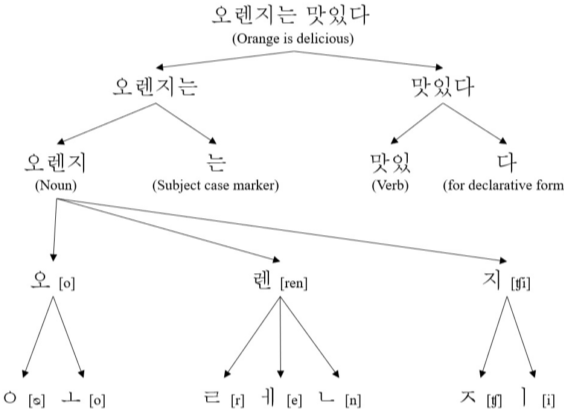 오렌지는 맛있다
(Orange is delicious)
오렌지는 맛있다
오렌지 는 맛있 다
(Noun) (Subject case marker) (Verb) (for declarative form
오 [o] 렌 [ren] 지 [ʧi]
ㅇ [ɞ] ㅗ [o] ㄹ [r] ㅔ [e] ㄴ [n] ㅈ [ʧ] ㅣ [i]